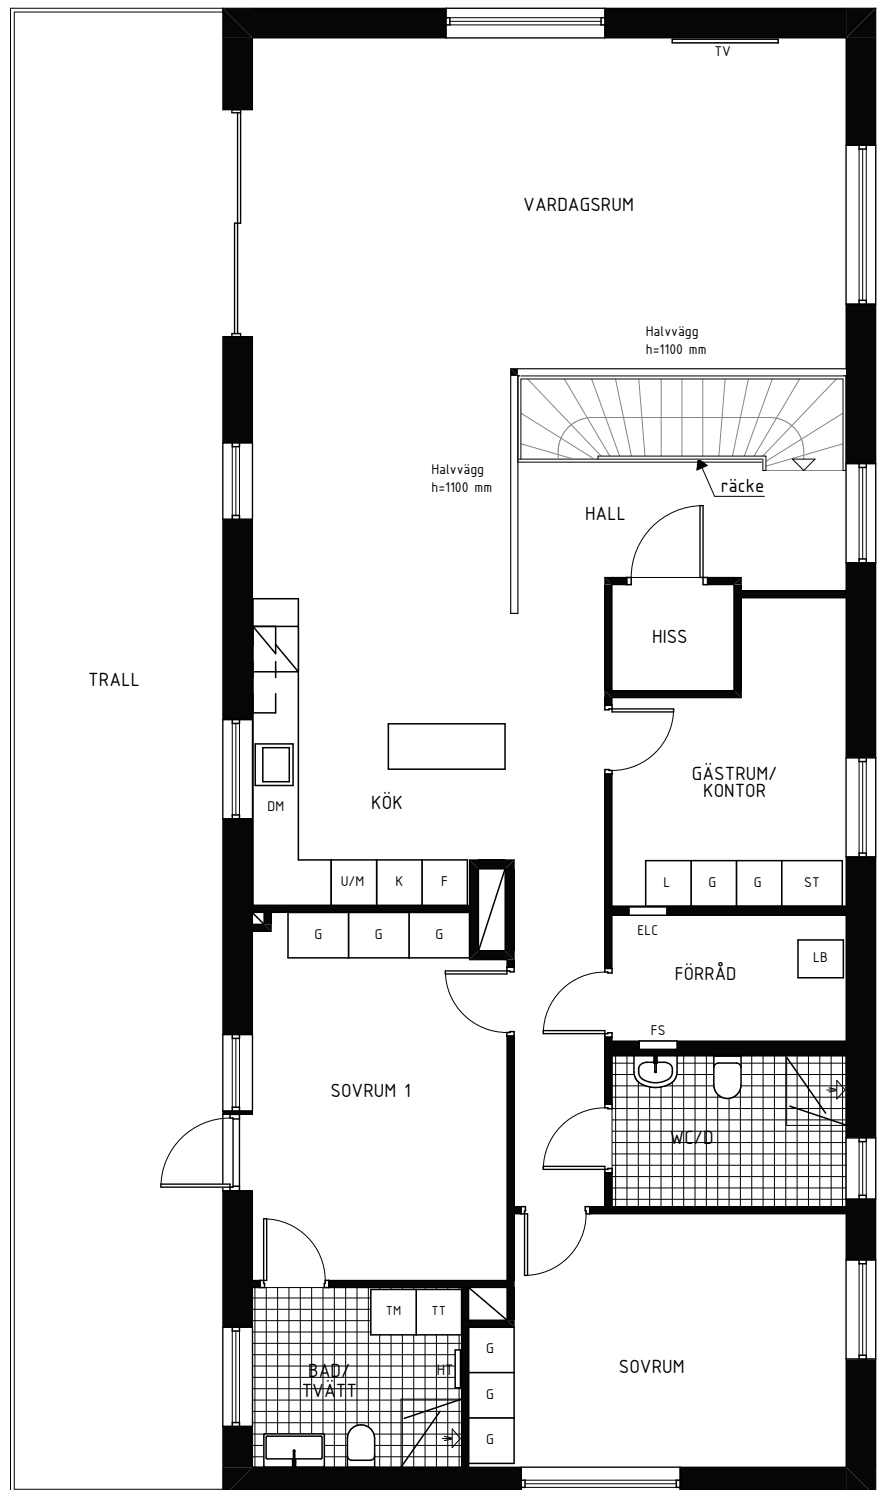 TV
VARDAGSRUM
Halvvägg
h=1100 mm
Halvvägg
h=1100 mm
räcke
HALL
HISS
TRALL
GÄSTRUM/
KONTOR
DM
KÖK
U/M
K
F
L
G
G
ST
G
G
G
ELC
LB
FÖRRÅD
FS
SOVRUM 1
WC/D
TM
TT
G
BAD/
TVÄTT
HT
SOVRUM
G
G